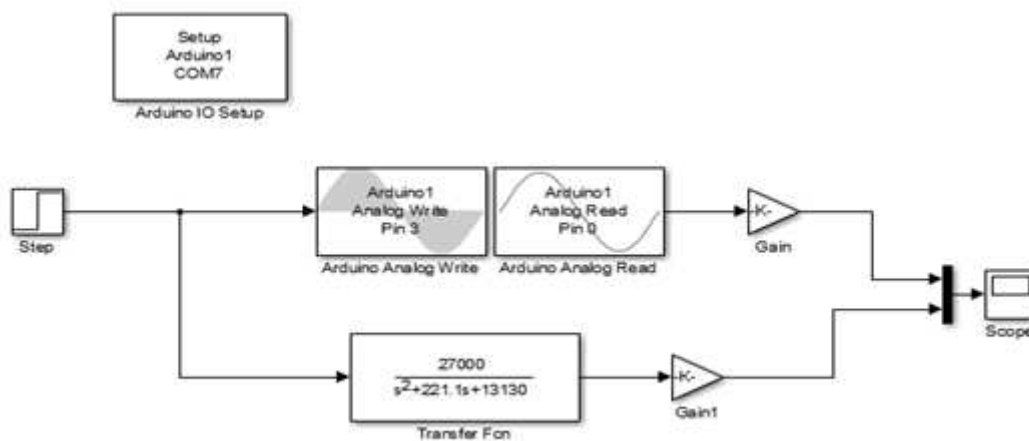 Setup
Arduino1
COM7
Arduino IO Setup
Step
Arduino1
Analog Write
Pin 3
Arduino Analog Write
Arduino1
Analog Read
Pin 0
Arduino Analog Read
-K-
Gain
Scope
27000
s²+221.1s+13130
Transfer Fcn
-K-
Gain1